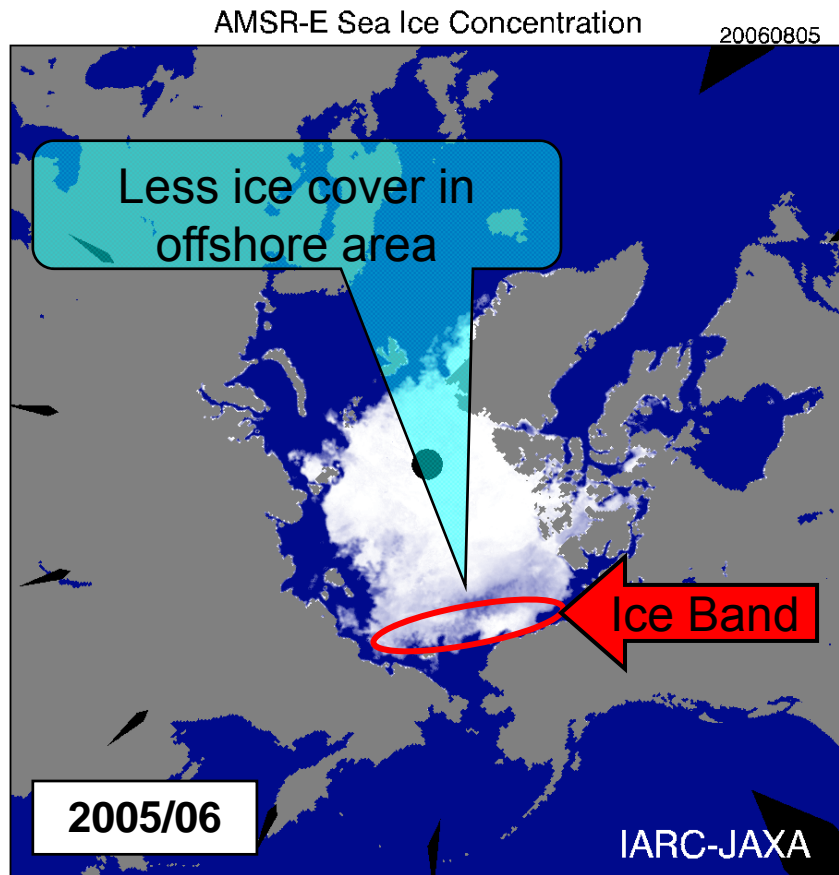 AMSR-E Sea Ice Concentration
20060805
Less ice cover in
offshore area
Ice Band
2005/06
IARC-JAXA